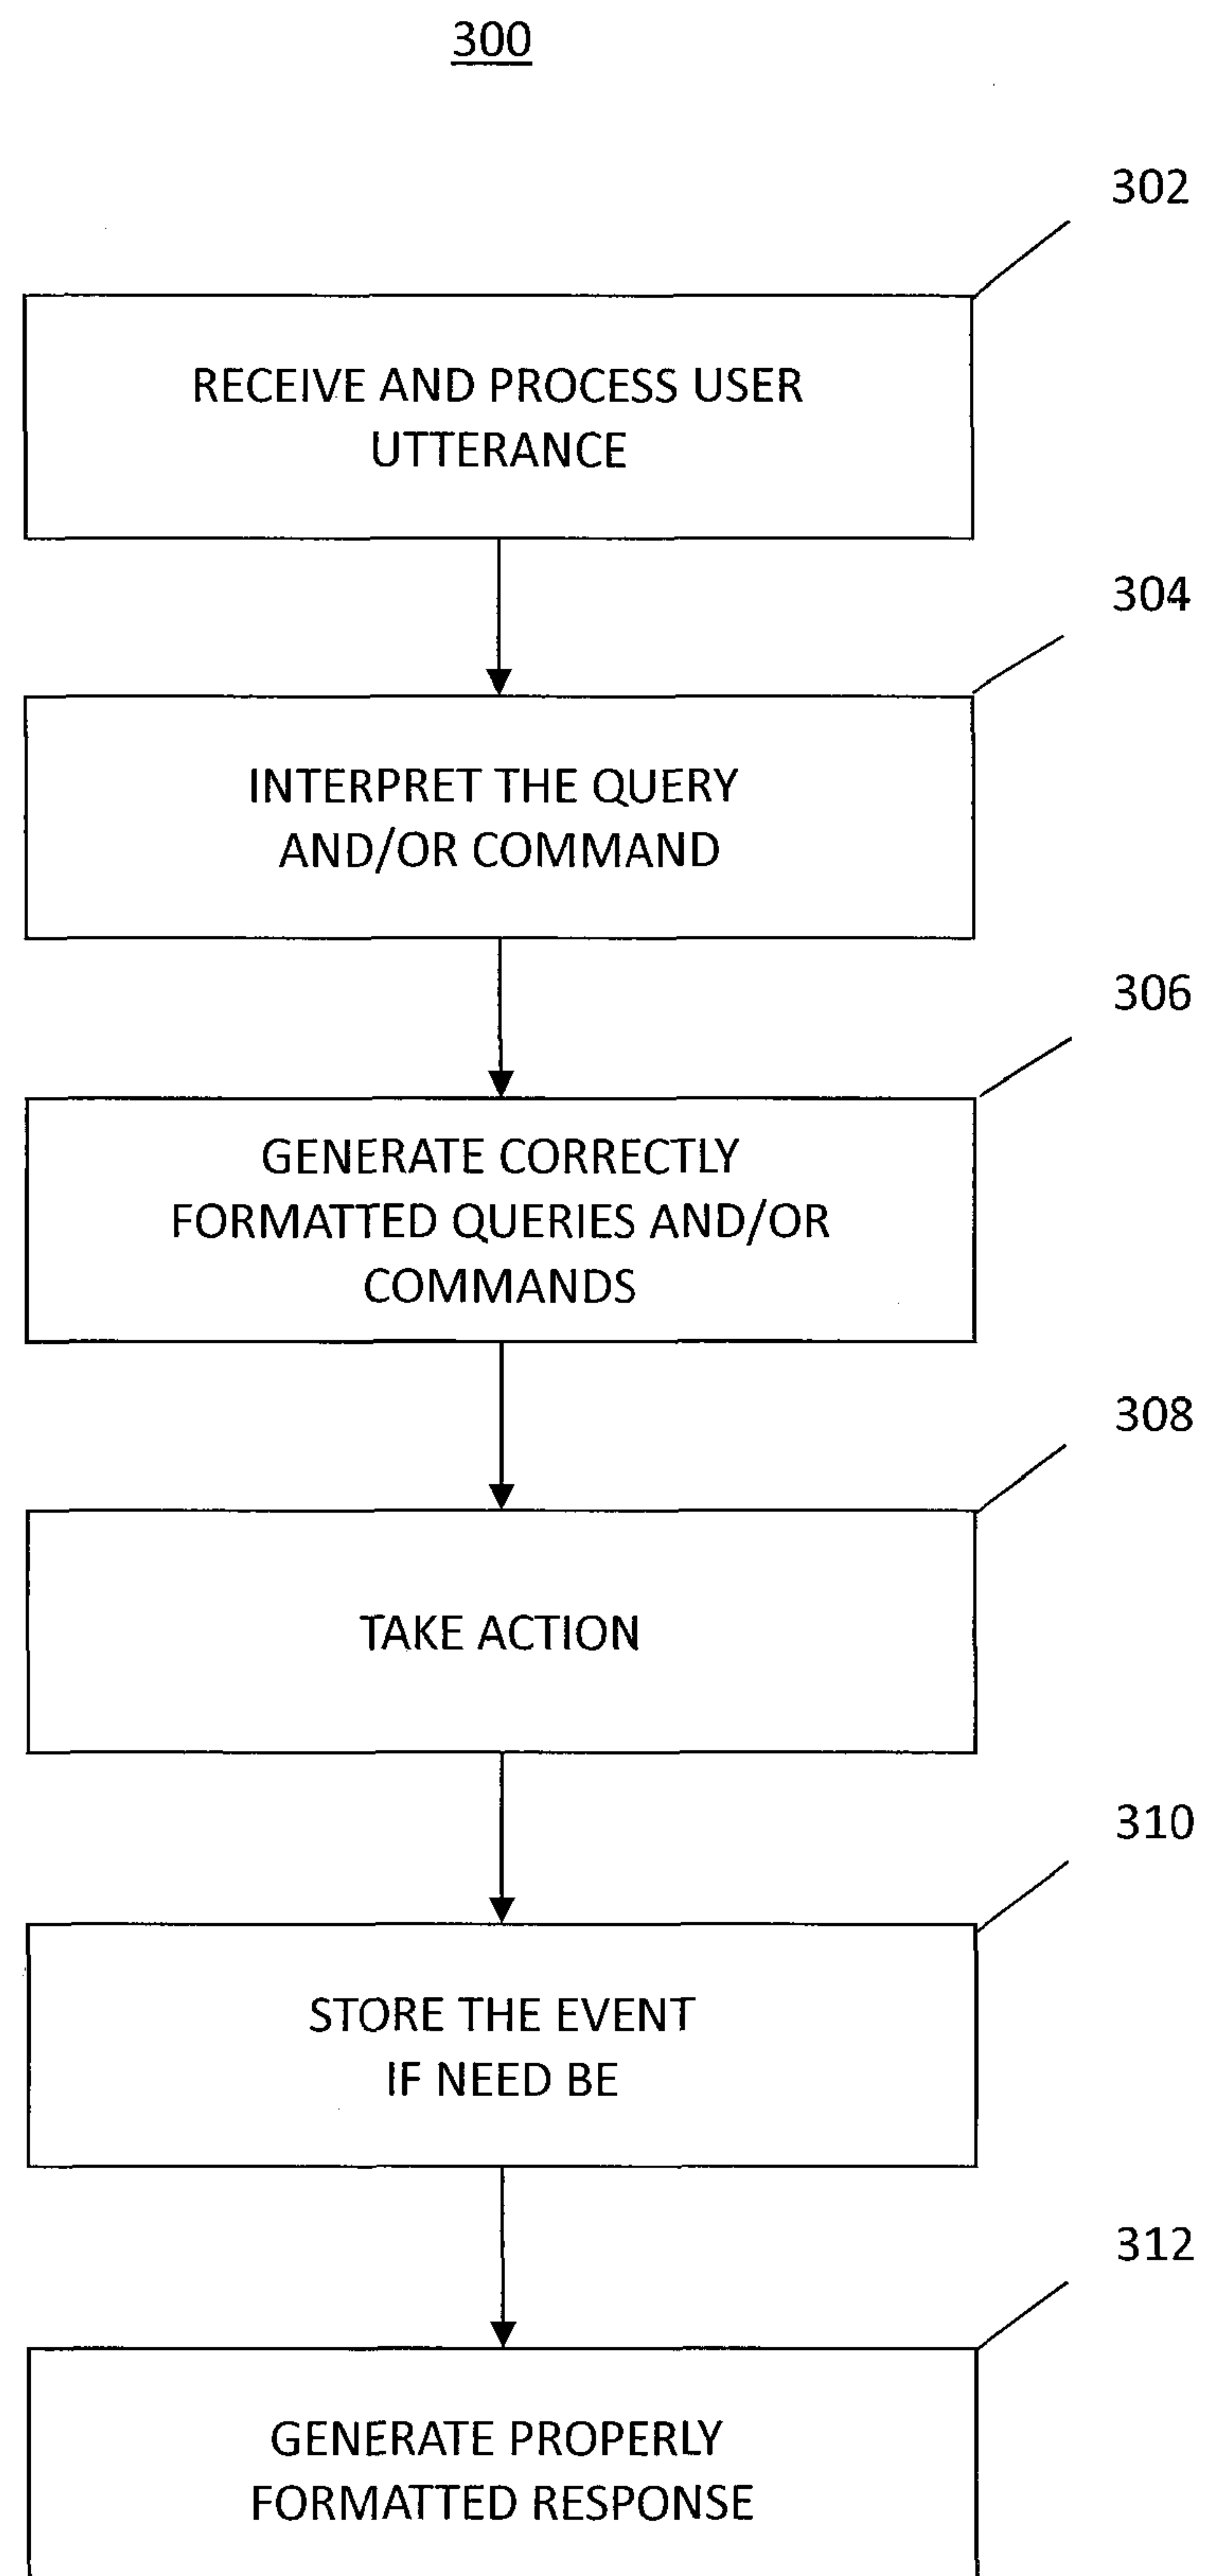 300
302
RECEIVE AND PROCESS USER
UTTERANCE
304
INTERPRET THE QUERY
AND/OR COMMAND
306
GENERATE CORRECTLY
FORMATTED QUERIES AND/OR
COMMANDS
308
TAKE ACTION
310
STORE THE EVENT
IF NEED BE
312
GENERATE PROPERLY
FORMATTED RESPONSE